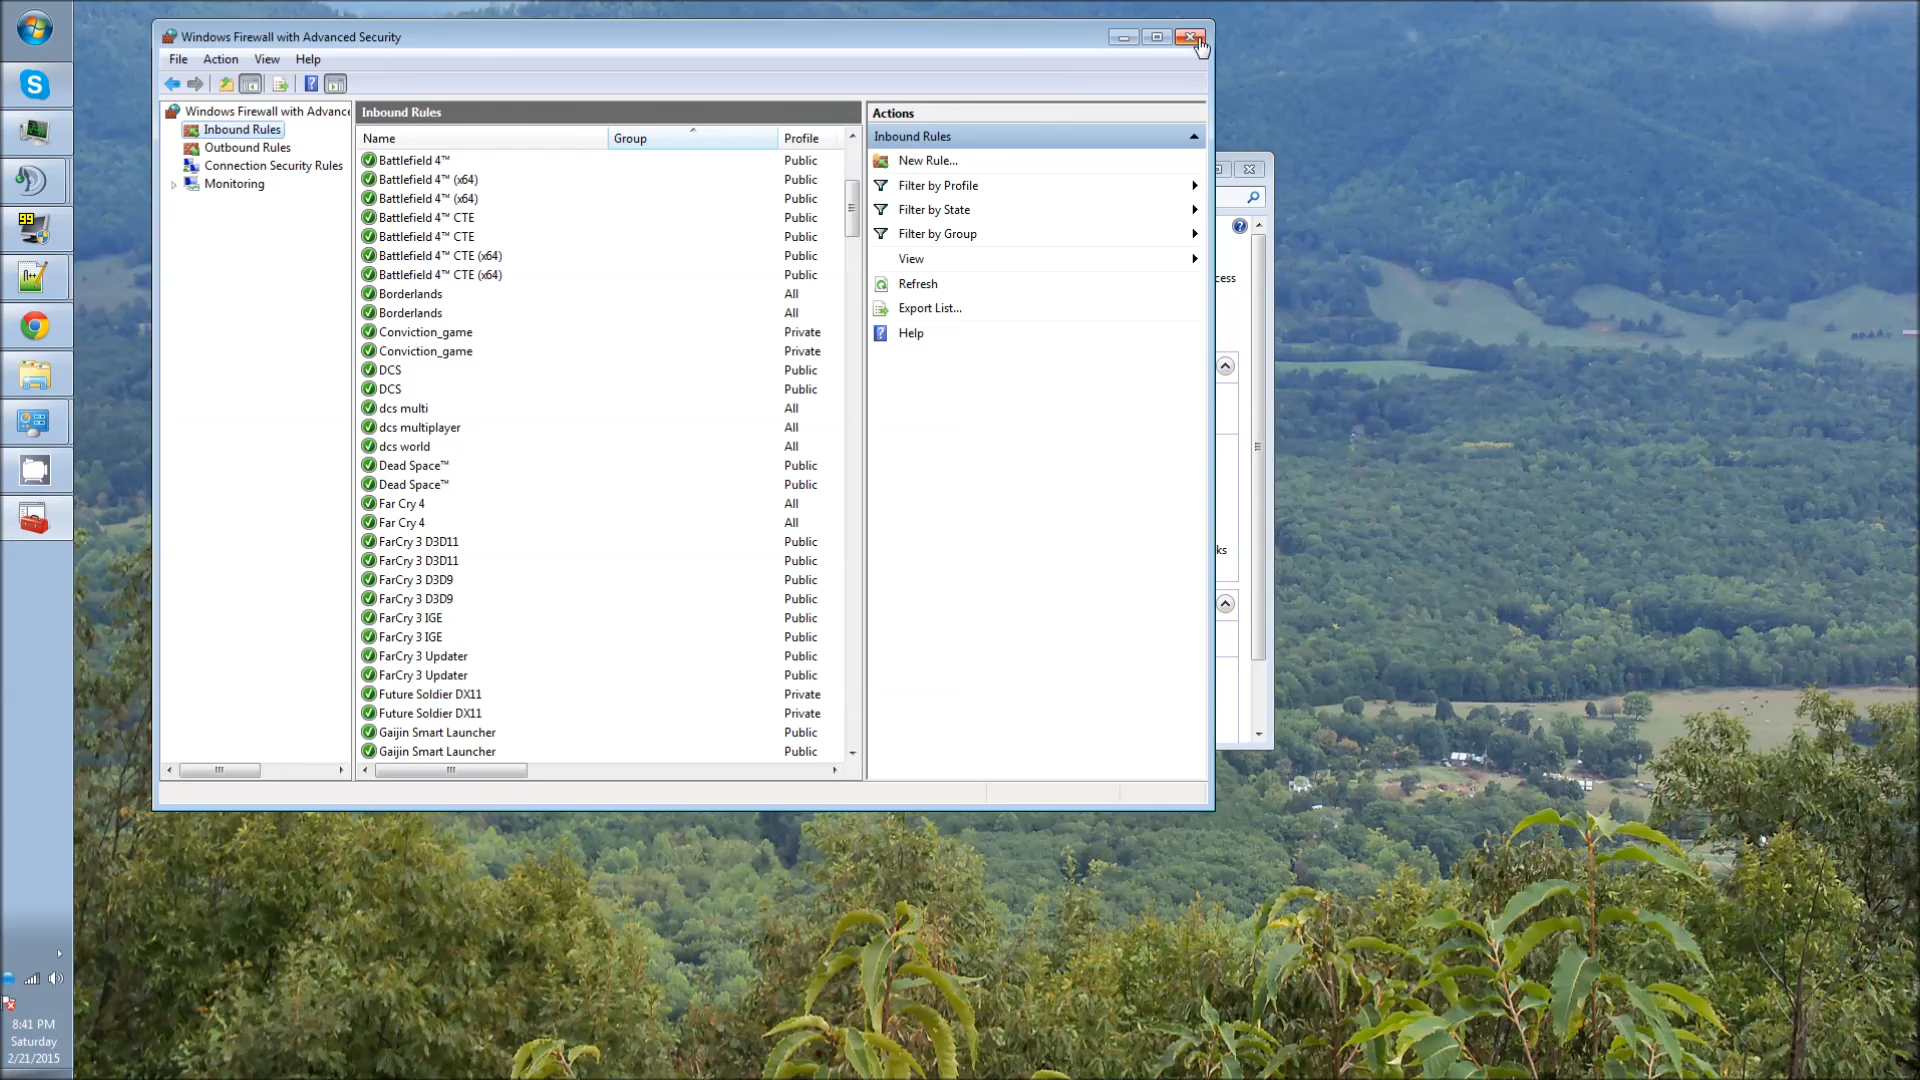 Windows Firewall with Advanced Security
File Action View Help
Windows Firewall with Advance
Inbound Rules
Outbound Rules
Connection Security Rules
Monitoring
Inbound Rules
Name Group Profile
Battlefield 4™ Public
Battlefield 4™ (x64) Public
Battlefield 4™ (x64) Public
Battlefield 4™ CTE Public
Battlefield 4™ CTE Public
Battlefield 4™ CTE (x64) Public
Battlefield 4™ CTE (x64) Public
Borderlands All
Borderlands All
Conviction_game Private
Conviction_game Private
DCS Public
DCS Public
dcs multi All
dcs multiplayer All
dcs world All
Dead Space™ Public
Dead Space™ Public
Far Cry 4 All
Far Cry 4 All
FarCry 3 D3D11 Public
FarCry 3 D3D11 Public
FarCry 3 D3D9 Public
FarCry 3 D3D9 Public
FarCry 3 IGE Public
FarCry 3 IGE Public
FarCry 3 Updater Public
FarCry 3 Updater Public
Future Soldier DX11 Private
Future Soldier DX11 Private
Gaijin Smart Launcher Public
Gaijin Smart Launcher Public
Actions
Inbound Rules
New Rule...
Filter by Profile
Filter by State
Filter by Group
View
Refresh
Export List...
Help
cess
ks
99
8:41 PM
Saturday
2/21/2015